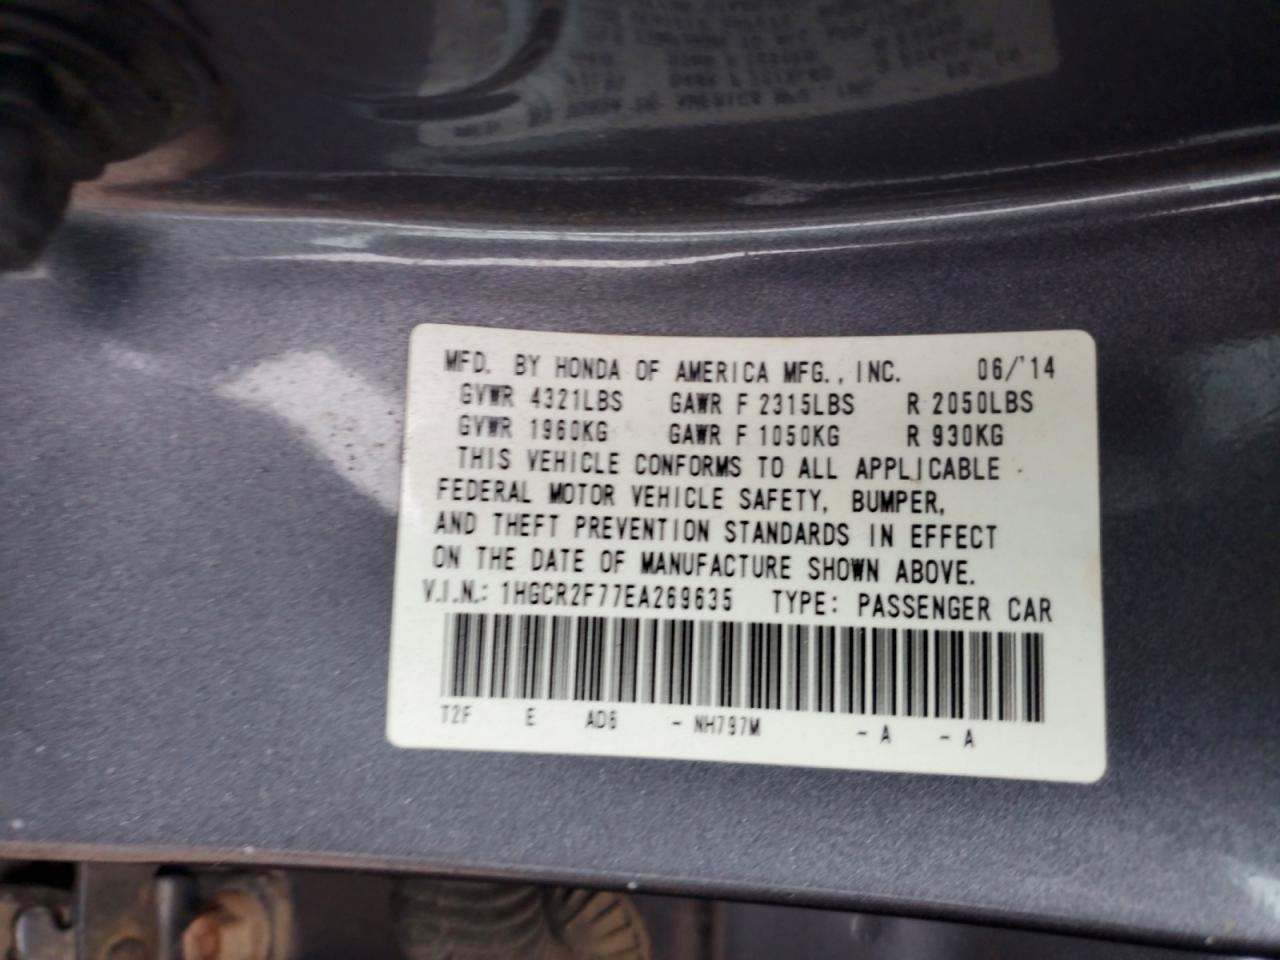 MFD. BY HONDA OF AMERICA MFG., INC. 06/'14
GVWR 4321LBS GAWR F 2315LBS R 2050LBS
GVWR 1960KG GAWR F 1050KG R 930KG
THIS VEHICLE CONFORMS TO ALL APPLICABLE
FEDERAL MOTOR VEHICLE SAFETY, BUMPER,
AND THEFT PREVENTION STANDARDS IN EFFECT
ON THE DATE OF MANUFACTURE SHOWN ABOVE.
V.I.N.: 1HGCR2F77EA269635 TYPE: PASSENGER CAR
T2F E AD6 - NH797M - A - A